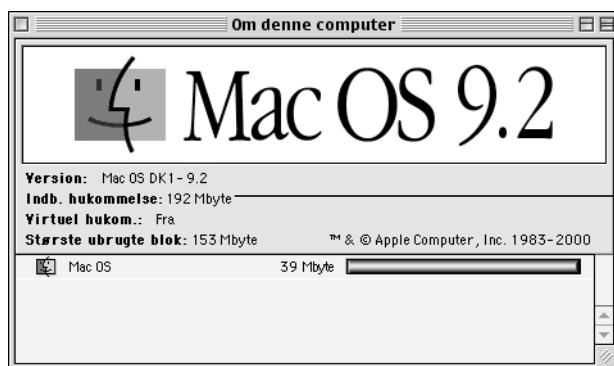 Om denne computer
Mac OS 9.2
Version: Mac OS DK1-9.2
Indb. hukommelse: 192 Mbyte
Virtuel hukom.: Fra
Største ubrugte blok: 153 Mbyte ™ & © Apple Computer, Inc. 1983-2000
Mac OS 39 Mbyte